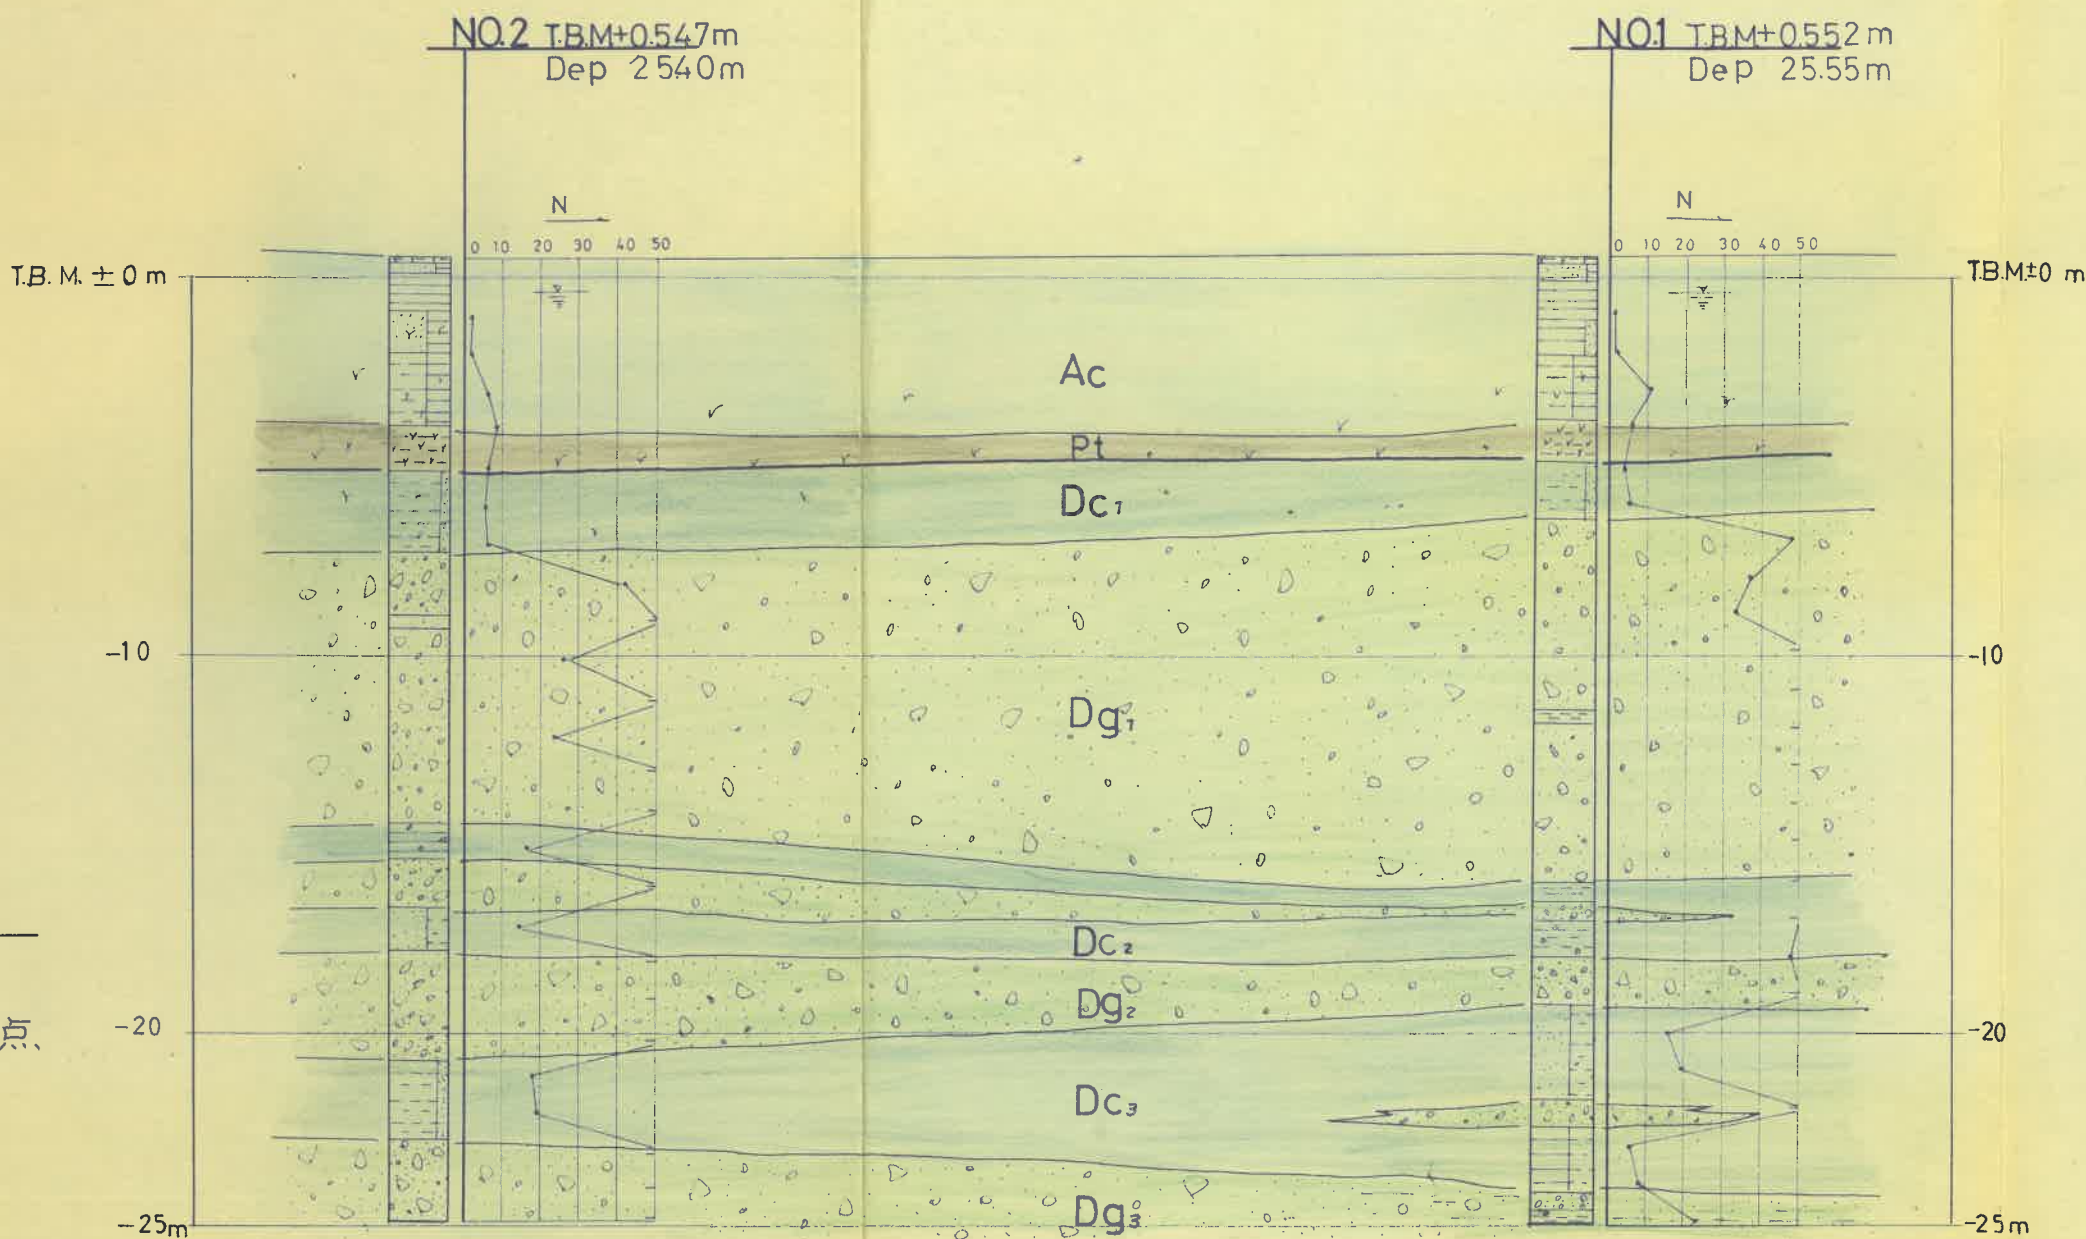 NO.2 T.B.M+0.547m
Dep 2540m
NO.1 T.B.M+0.552m
Dep 25.55m
N
0 10 20 30 40 50
N
0 10 20 30 40 50
T.B.M. ± 0 m
T.B.M±0 m
Ac
Pt
Dc1
-10
-10
Dg1
Dc2
Dg2
点
-20
-20
Dc3
Dg3
-25m
-25m